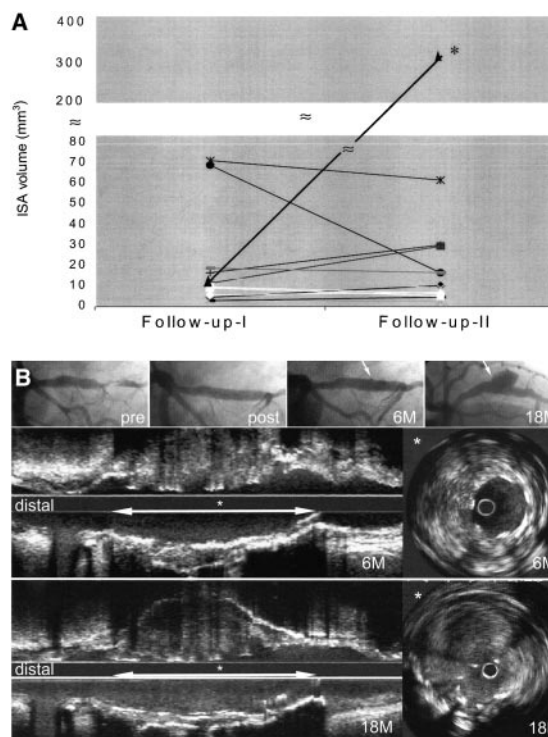 A
ISA volume (mm³)
400
300
200
≈ ≈
80
70
60
50
40
30
20
10
0
*
≈
Follow-up-I Follow-up-II
B
pre post 6M 18M
*
distal *
6M 6M
*
distal *
18M 18